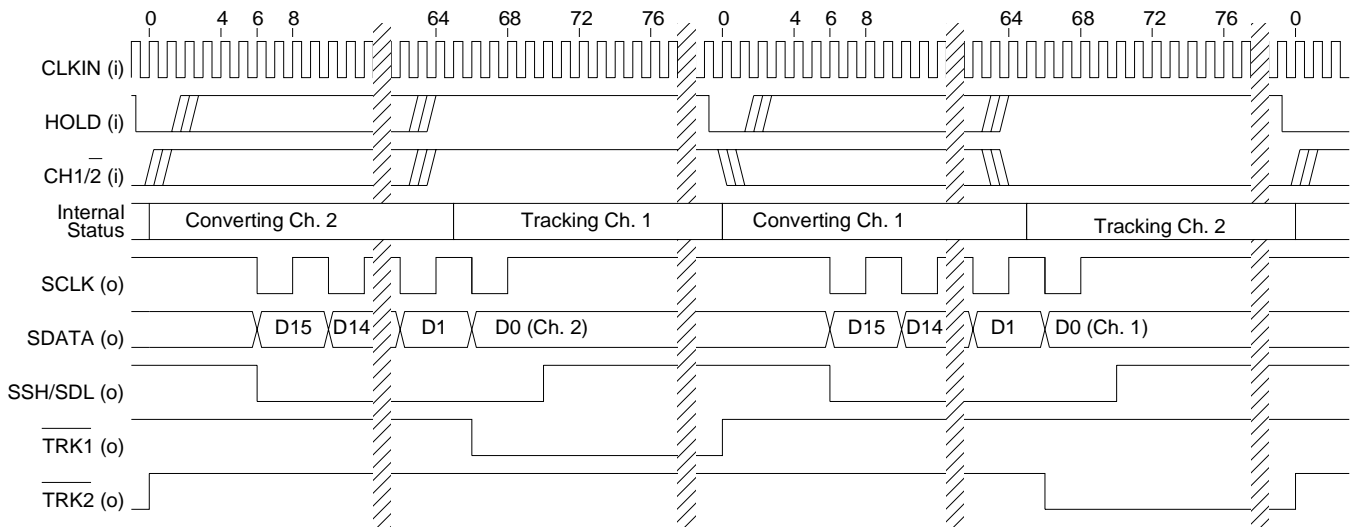 0 4 6 8 64 68 72 76 0 4 6 8 64 68 72 76 0
CLKIN (i)
HOLD (i)
CH1/2̅ (i)
Internal
Status
Converting Ch. 2 Tracking Ch. 1 Converting Ch. 1 Tracking Ch. 2
SCLK (o)
SDATA (o) D15 D14 D1 D0 (Ch. 2) D15 D14 D1 D0 (Ch. 1)
SSH/SDL (o)
T̅R̅K̅1̅ (o)
T̅R̅K̅2̅ (o)